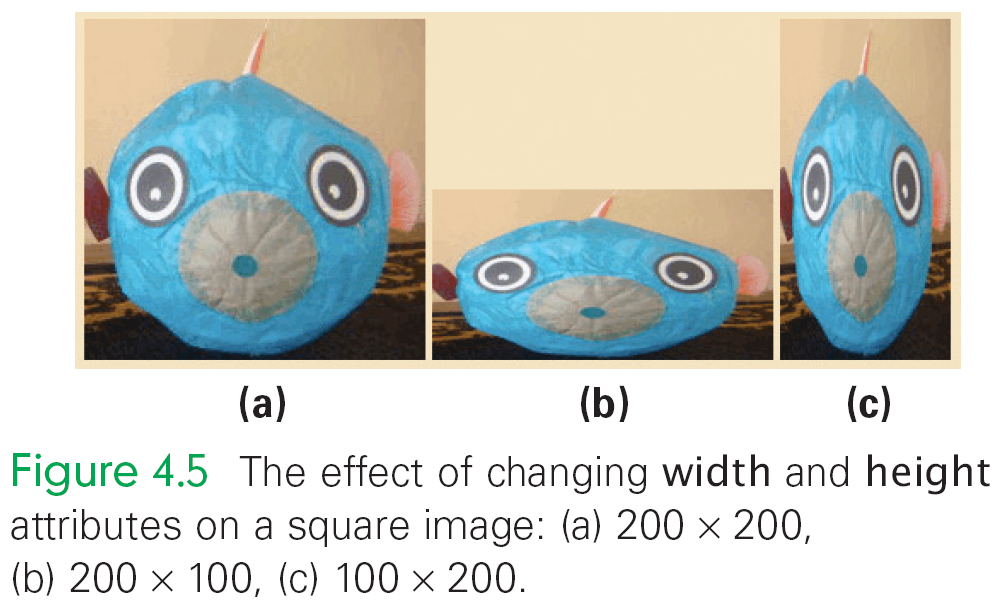 (a) (b) (c)
Figure 4.5 The effect of changing width and height
attributes on a square image: (a) 200 × 200,
(b) 200 × 100, (c) 100 × 200.